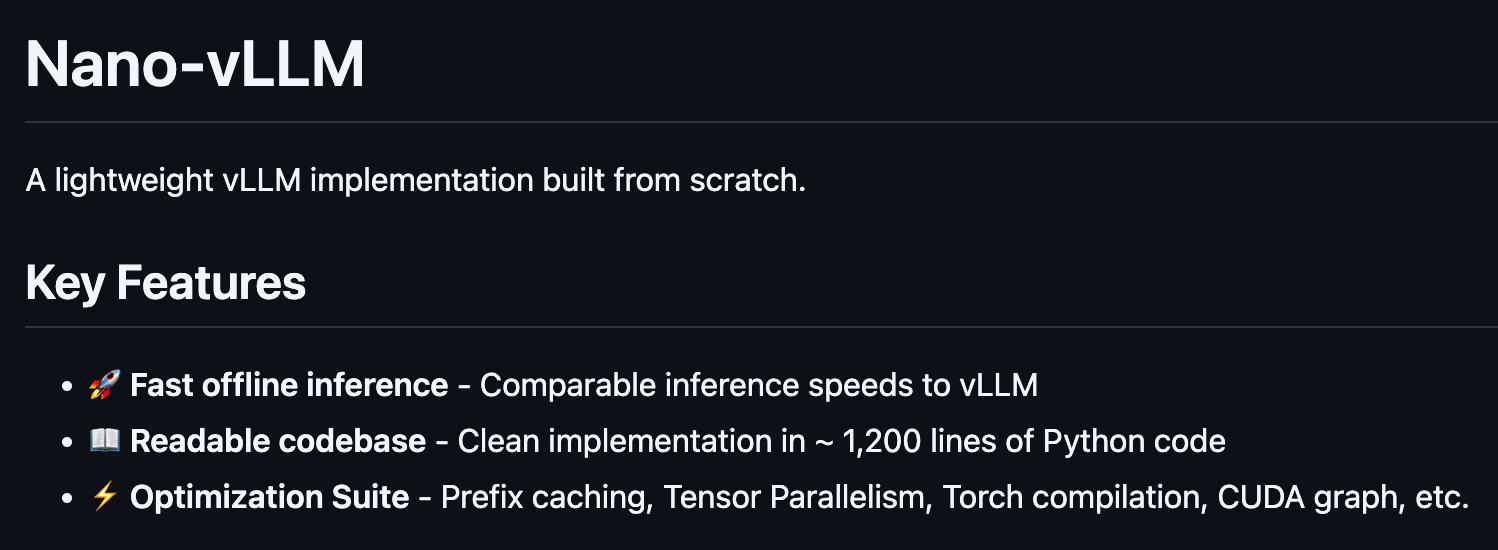 Nano-vLLM
A lightweight vLLM implementation built from scratch.
Key Features
• 🚀 Fast offline inference - Comparable inference speeds to vLLM
• 📖 Readable codebase - Clean implementation in ~ 1,200 lines of Python code
• ⚡ Optimization Suite - Prefix caching, Tensor Parallelism, Torch compilation, CUDA graph, etc.